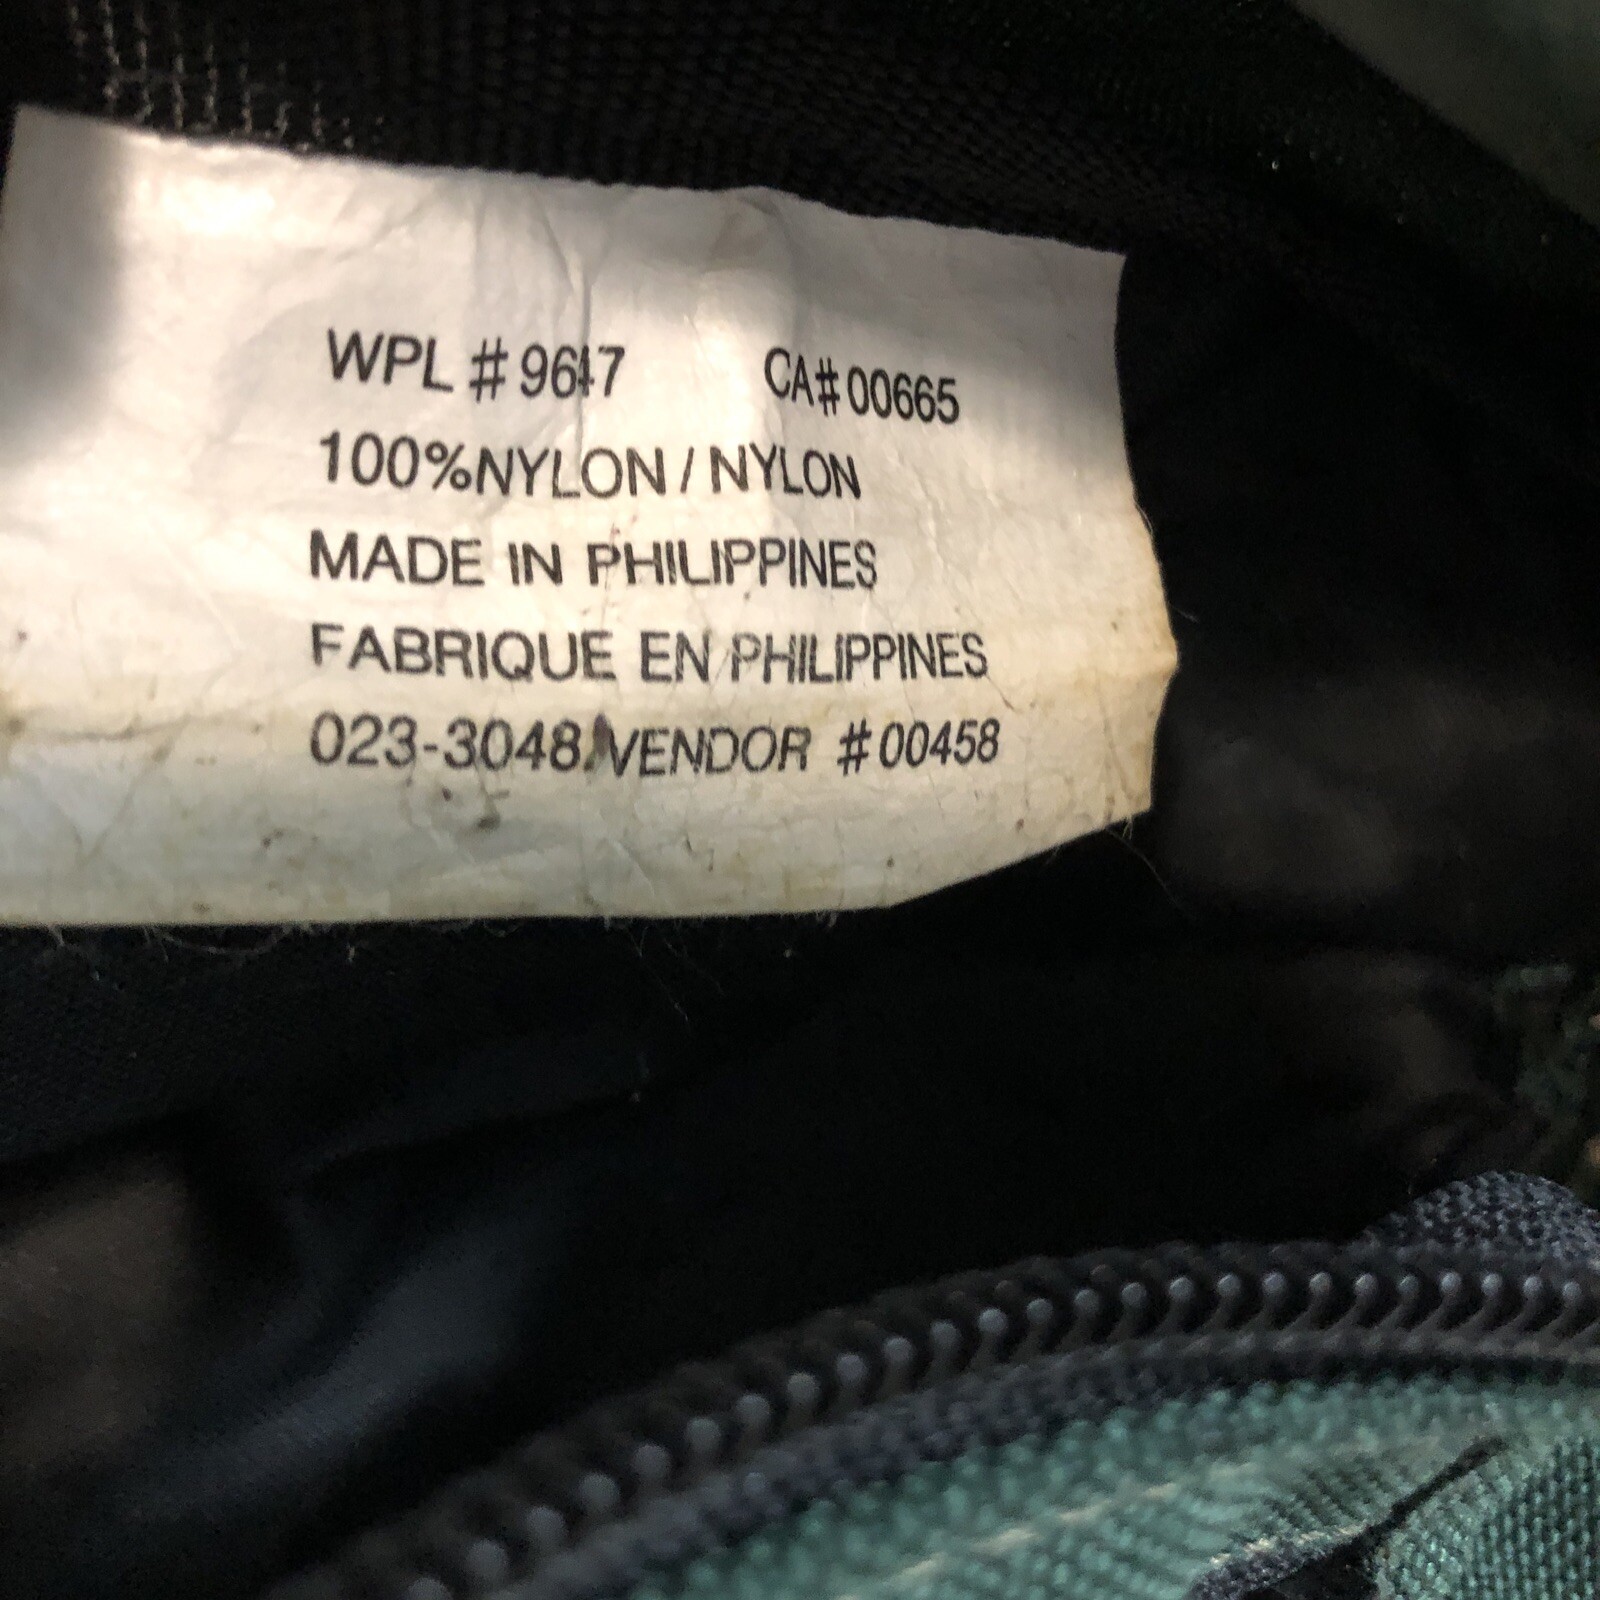 WPL # 9647 CA# 00665
100%NYLON / NYLON
MADE IN PHILIPPINES
FABRIQUE EN PHILIPPINES
023-3048/VENDOR # 00458